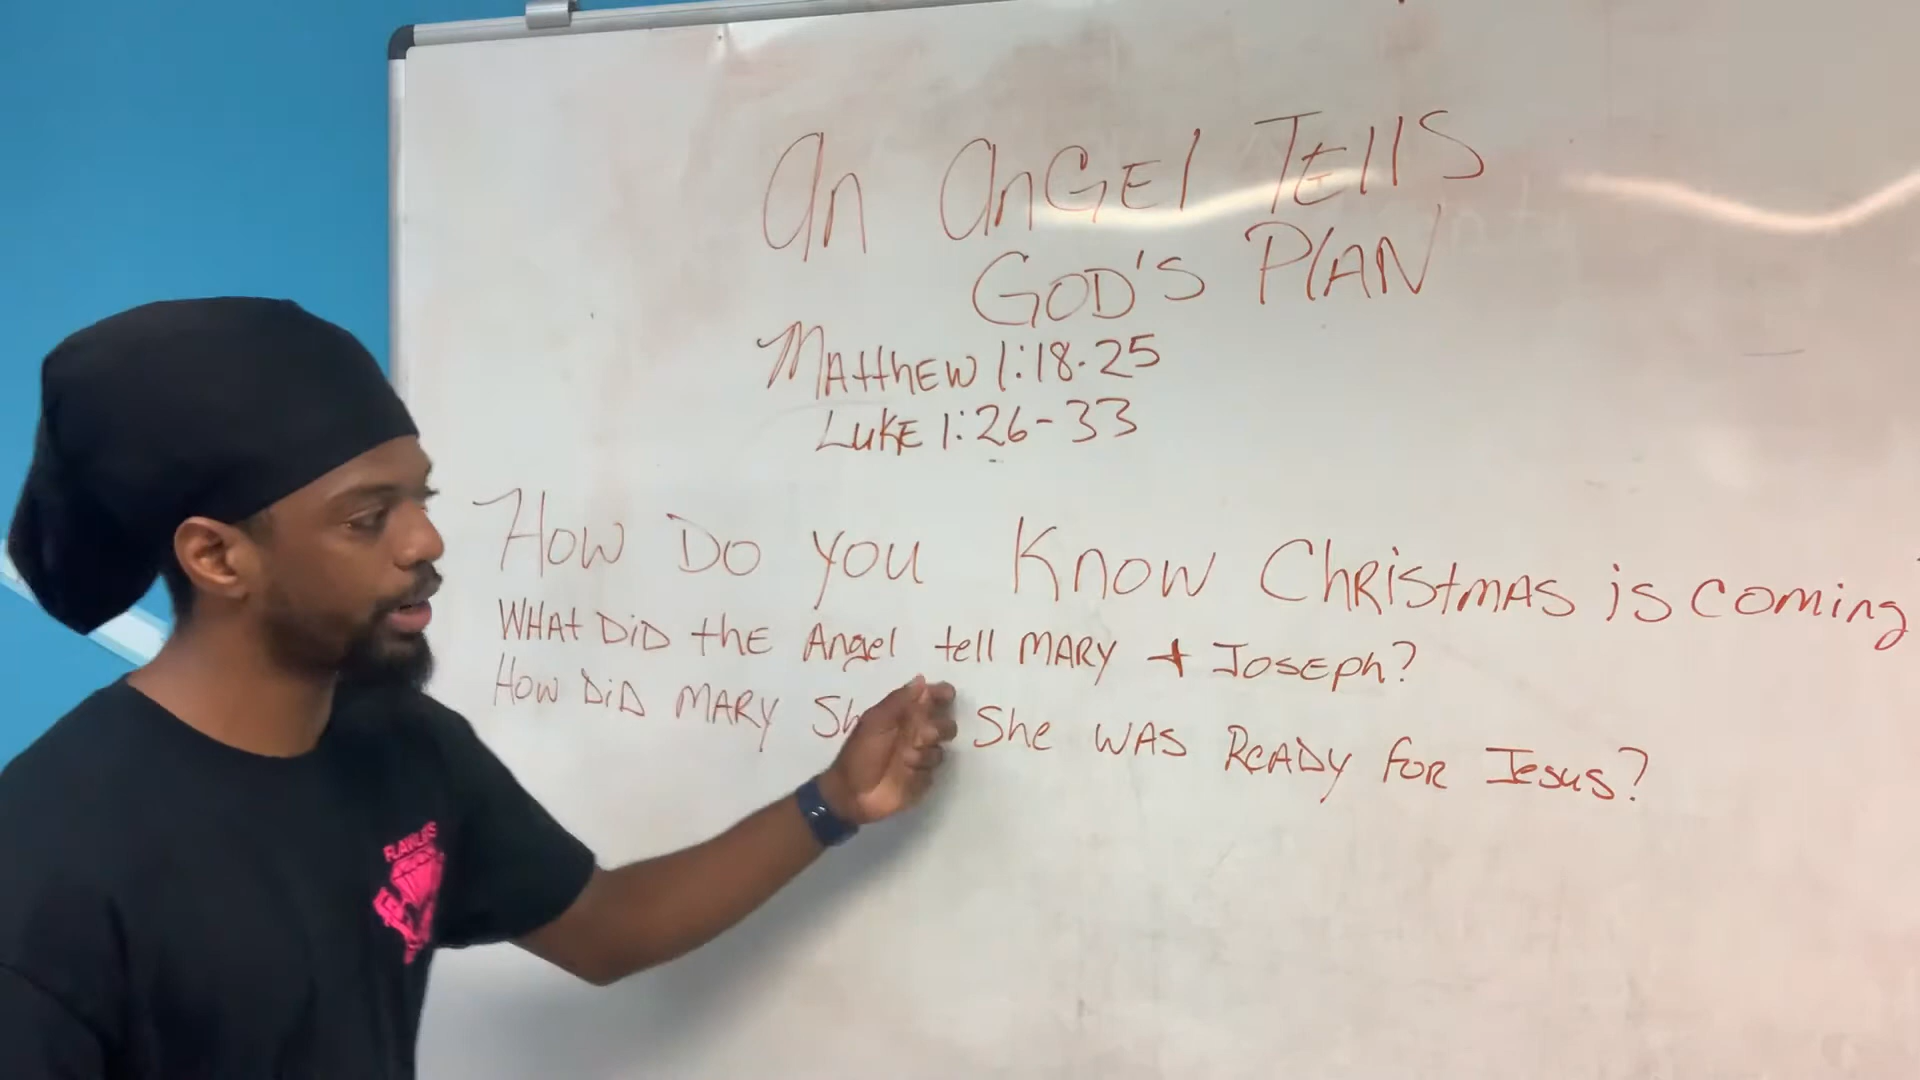 An AnGEl TEllS
GOD'S PlAN
MAtthEW 1:18-25
LuKE 1:26-33
How Do you Know ChRistmAS is coming
WHAt DiD thE Angel tell MARY + JosEph?
How DiD MARY She WAS ReADy foR Jesus?
FLAWLESS